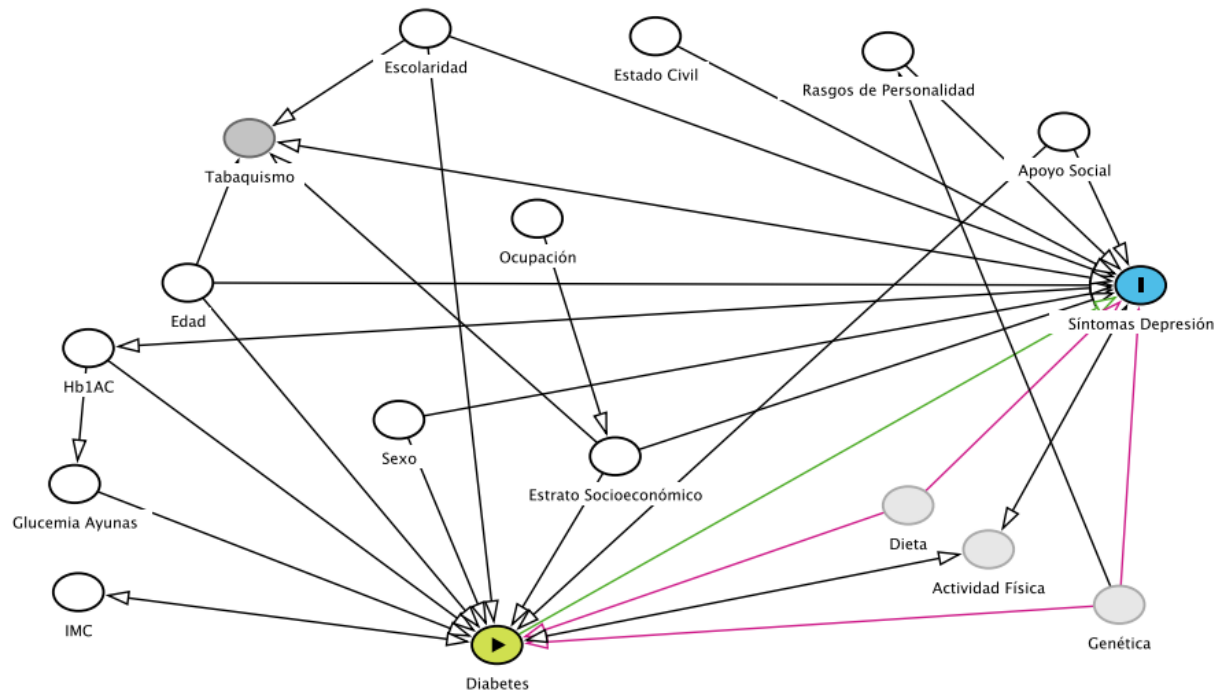 Escolaridad
Estado Civil
Rasgos de Personalidad
Apoyo Social
Tabaquismo
Ocupación
Edad
Síntomas Depresión
Hb1AC
Sexo
Estrato Socioeconómico
Glucemia Ayunas
Dieta
Actividad Física
IMC
Genética
Diabetes